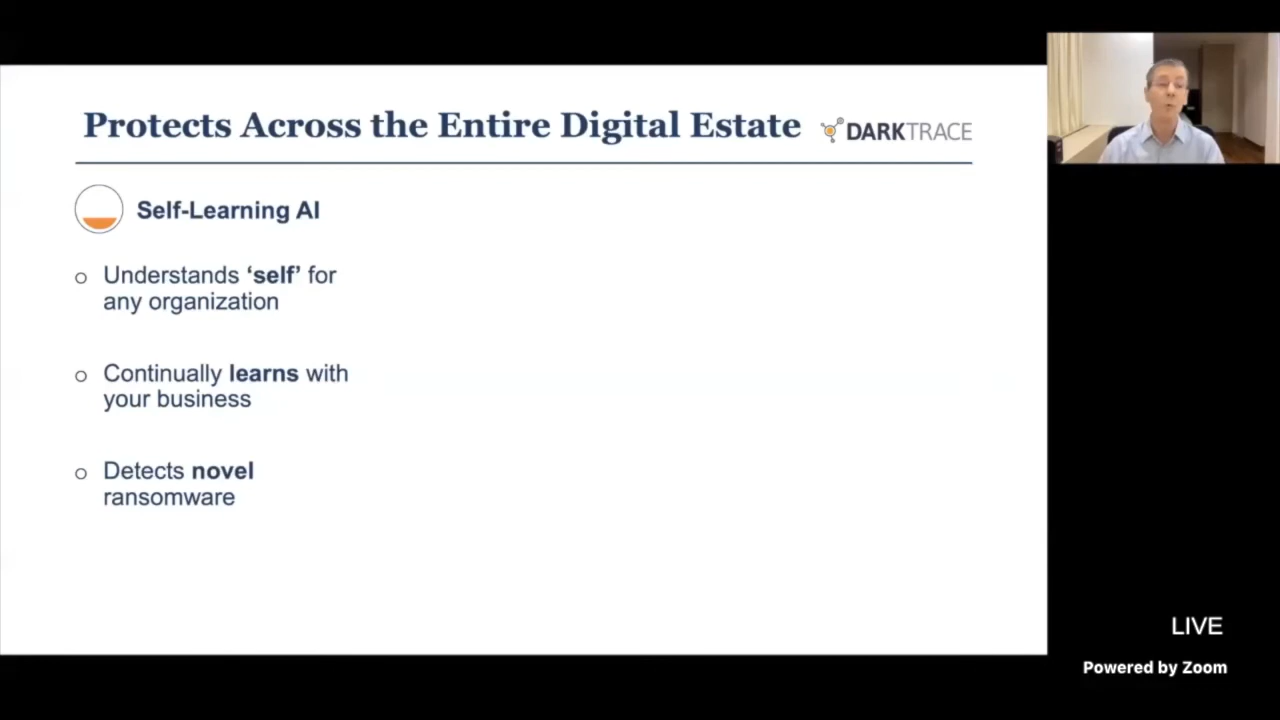 Protects Across the Entire Digital Estate
DARKTRACE
Self-Learning AI
o Understands ‘self’ for
any organization
o Continually learns with
your business
o Detects novel
ransomware
LIVE
Powered by Zoom